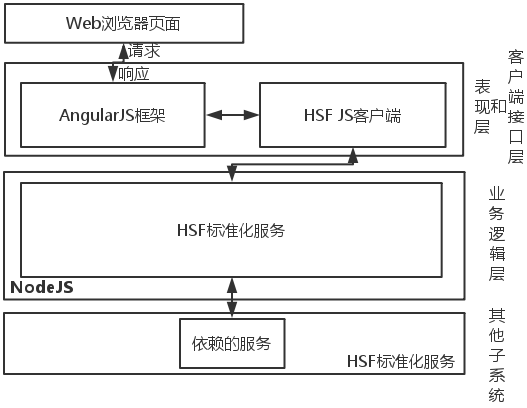 Web浏览器页面
请求
响应
AngularJS框架
HSF JS客户端
表现和层
客户端接口层
HSF标准化服务
NodeJS
业务逻辑层
依赖的服务
HSF标准化服务
其他子系统